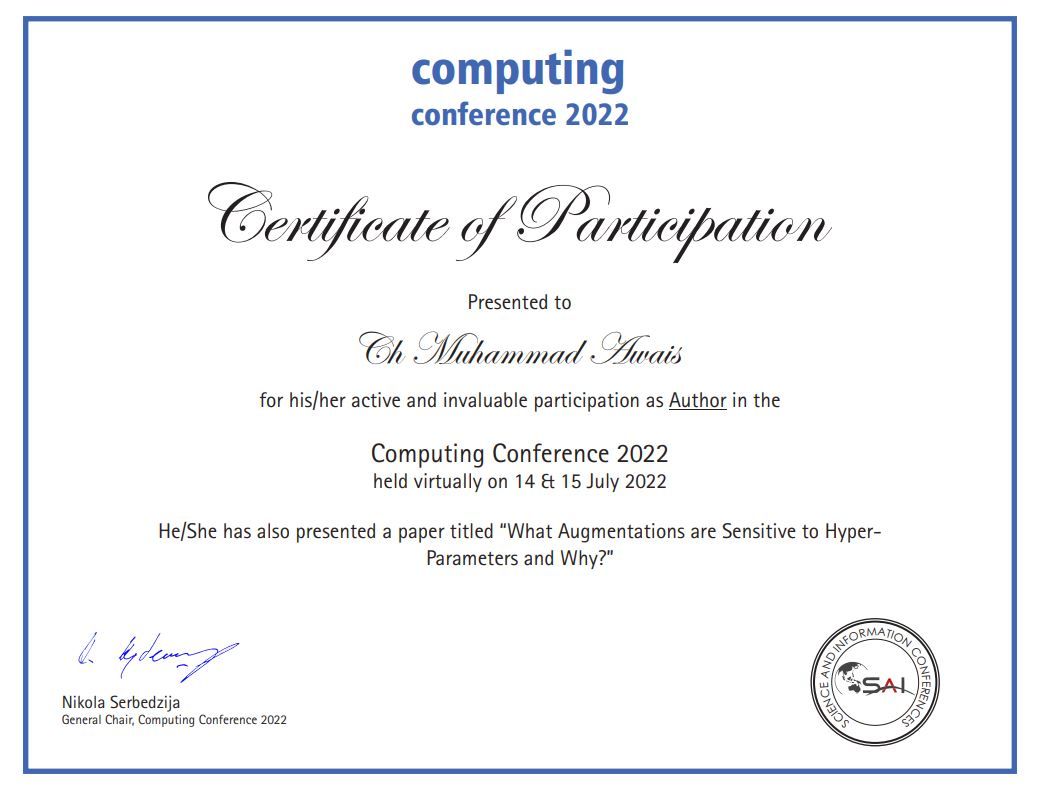 computing
conference 2022
Certificate of Participation
Presented to
Ch Muhammad Awais
for his/her active and invaluable participation as Author in the
Computing Conference 2022
held virtually on 14 & 15 July 2022
He/She has also presented a paper titled “What Augmentations are Sensitive to Hyper-
Parameters and Why?”
Nikola Serbedzija
General Chair, Computing Conference 2022
SCIENCE AND INFORMATION CONFERENCES
SAI